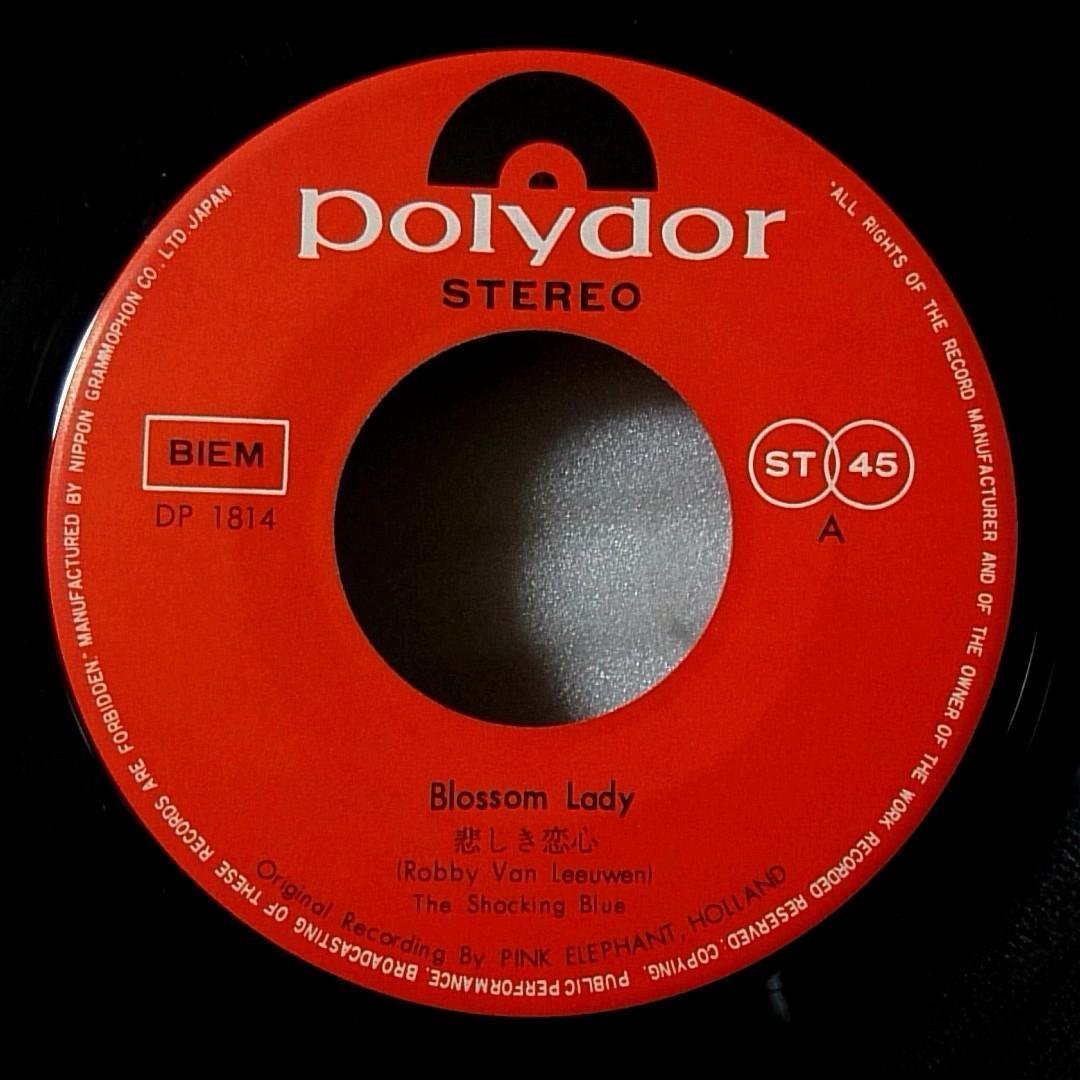 polydor
STEREO
BIEM
DP 1814
ST 45
A
Blossom Lady
悲しき恋心
(Robby Van Leeuwen)
The Shocking Blue
Original Recording By PINK ELEPHANT, HOLLAND
·ALL RIGHTS OF THE RECORD MANUFACTURER AND OF THE OWNER OF THE WORK RECORDED RESERVED: COPYING, PUBLIC PERFORMANCE, BROADCASTING OF THESE RECORDS ARE FORBIDDEN· MANUFACTURED BY NIPPON GRAMMOPHON CO., LTD. JAPAN